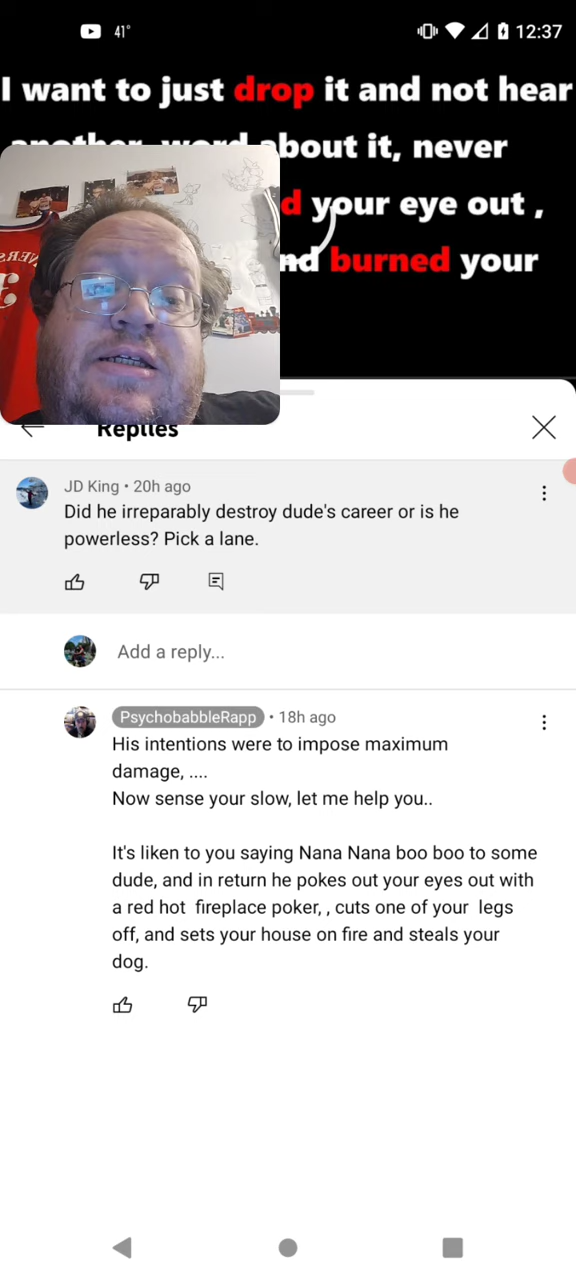 41°
12:37
I want to just drop it and not hear
another word about it, never
d your eye out ,
nd burned your
Replies
JD King • 20h ago
Did he irreparably destroy dude's career or is he
powerless? Pick a lane.
Add a reply...
PsychobabbleRapp • 18h ago
His intentions were to impose maximum
damage, ....
Now sense your slow, let me help you..
It's liken to you saying Nana Nana boo boo to some
dude, and in return he pokes out your eyes out with
a red hot fireplace poker, , cuts one of your legs
off, and sets your house on fire and steals your
dog.